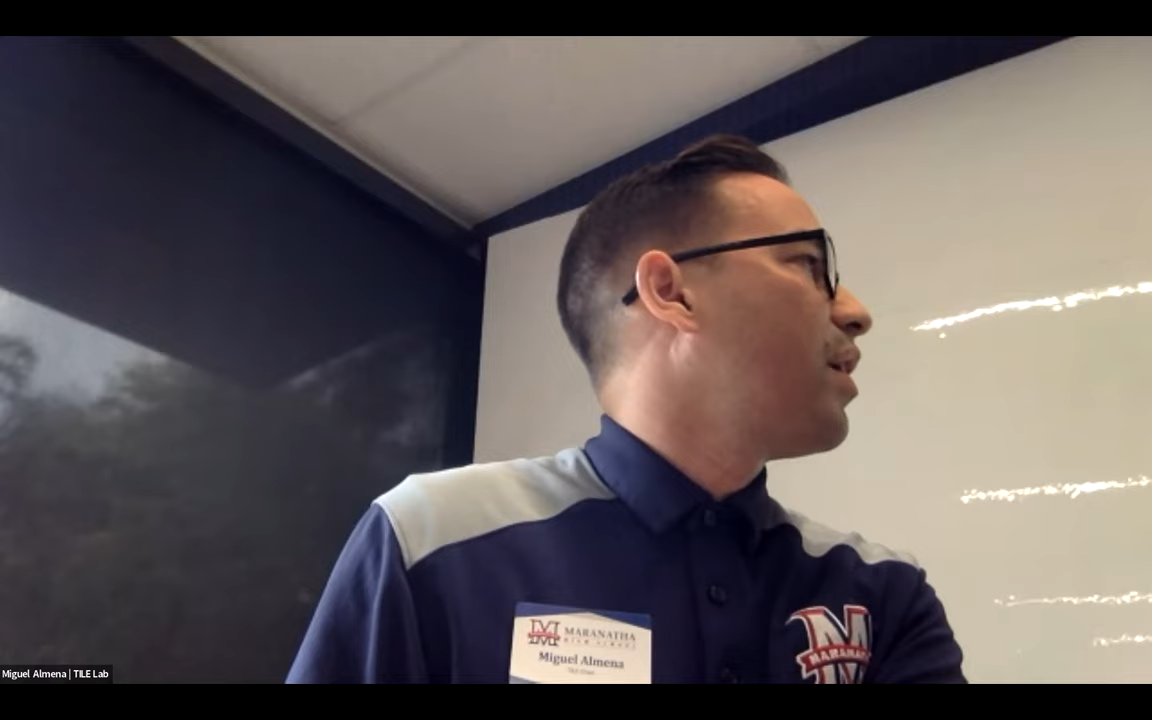 MARANATHA
HIGH SCHOOL
Miguel Almena
MARANATHA
Miguel Almena | TILE Lab